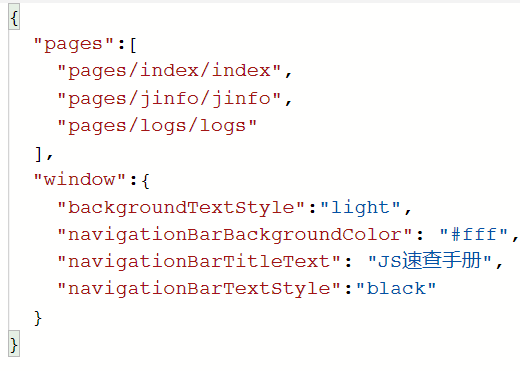 {
  "pages":[
    "pages/index/index",
    "pages/jinfo/jinfo",
    "pages/logs/logs"
  ],
  "window":{
    "backgroundTextStyle":"light",
    "navigationBarBackgroundColor": "#fff",
    "navigationBarTitleText": "JS速查手册",
    "navigationBarTextStyle":"black"
  }
}